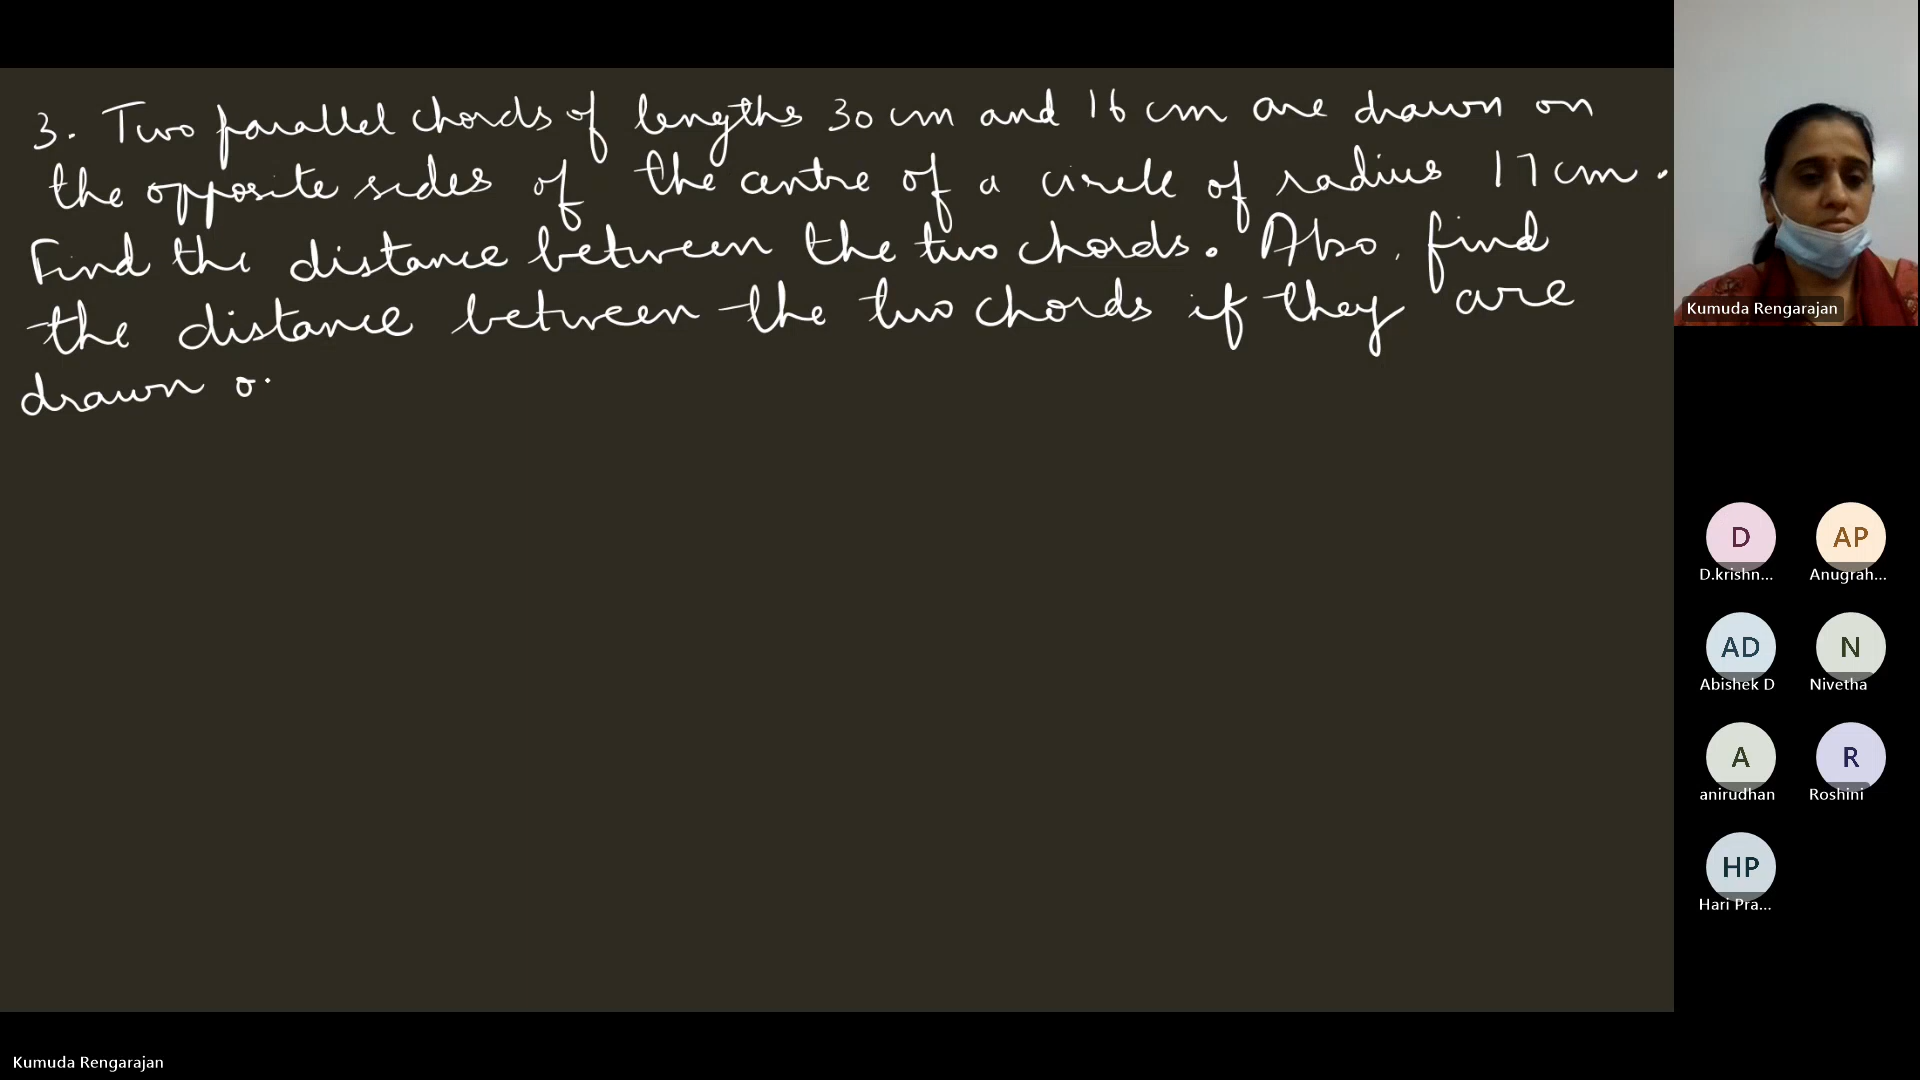 3. Two parallel chords of lengths 30 cm and 16 cm are drawn on
the opposite sides of the centre of a circle of radius 17 cm.
Find the distance between the two chords. Also, find
the distance between the two chords if they are
drawn o
Kumuda Rengarajan
D
AP
D.krishn...
Anugrah...
AD
N
Abishek D
Nivetha
A
R
anirudhan
Roshini
HP
Hari Pra...
Kumuda Rengarajan